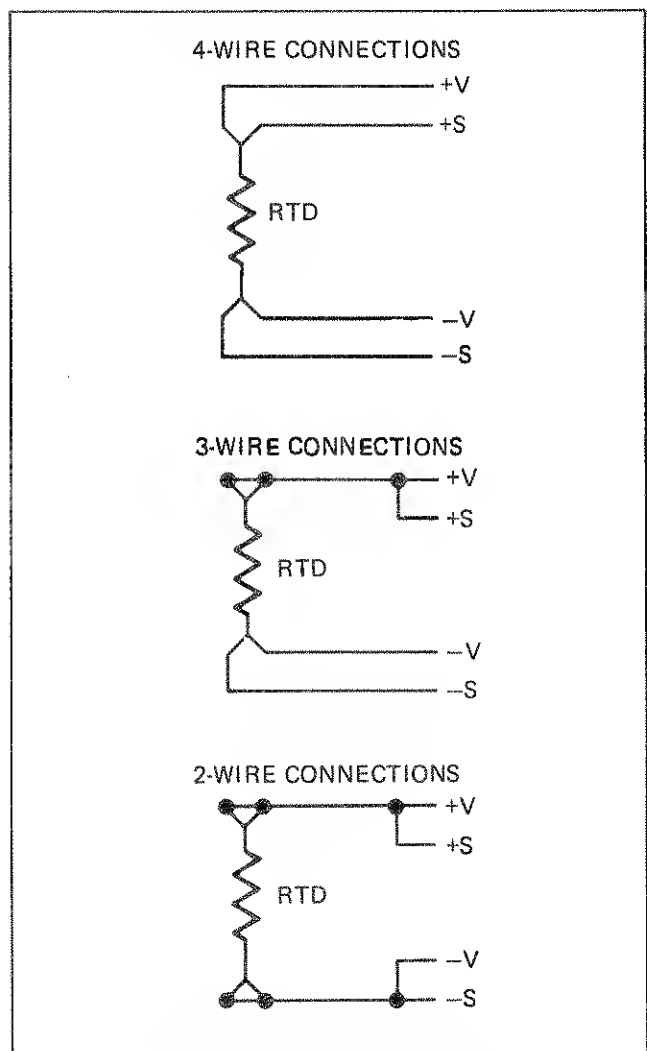 4-WIRE CONNECTIONS
+V
+S
RTD
−V
−S
3-WIRE CONNECTIONS
+V
+S
RTD
−V
−S
2-WIRE CONNECTIONS
+V
+S
RTD
−V
−S